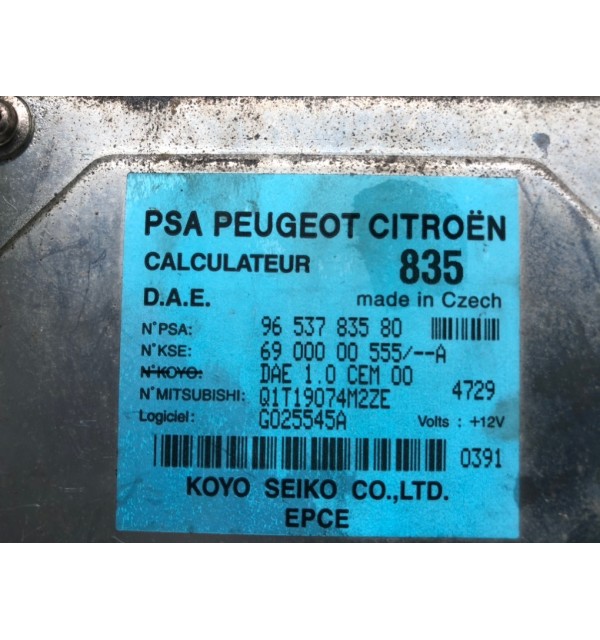 PSA PEUGEOT CITROËN
CALCULATEUR 835
D.A.E. made in Czech
N°PSA: 96 537 835 80
N°KSE: 69 000 00 555/--A
N°KOYO: DAE 1.0 CEM 00
N°MITSUBISHI: Q1T19074M2ZE 4729
Logiciel: G025545A Volts : +12V
0391
KOYO SEIKO CO.,LTD.
EPCE